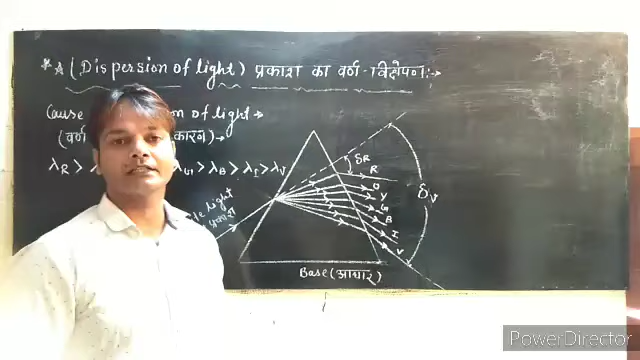 *A (Dispersion of light) प्रकाश का वर्ण-विक्षेपण:→
Cause of light →
(वर्ण कारण)→
λR > > λB > λI > λV
light
प्रकाश
δR
R
O
Y
G
B
I
V
δV
Base (आधार)
PowerDirector